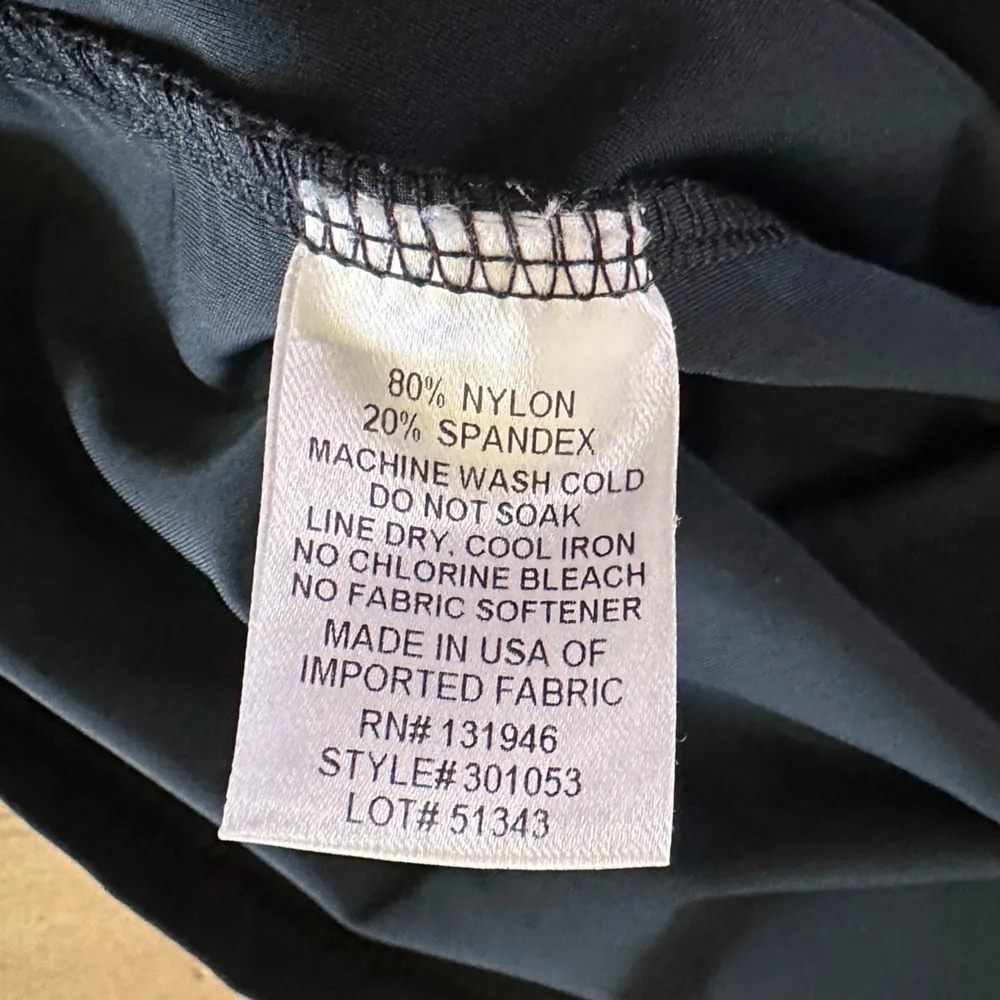 80% NYLON
20% SPANDEX
MACHINE WASH COLD
DO NOT SOAK
LINE DRY. COOL IRON
NO CHLORINE BLEACH
NO FABRIC SOFTENER
MADE IN USA OF
IMPORTED FABRIC
RN# 131946
STYLE# 301053
LOT# 51343